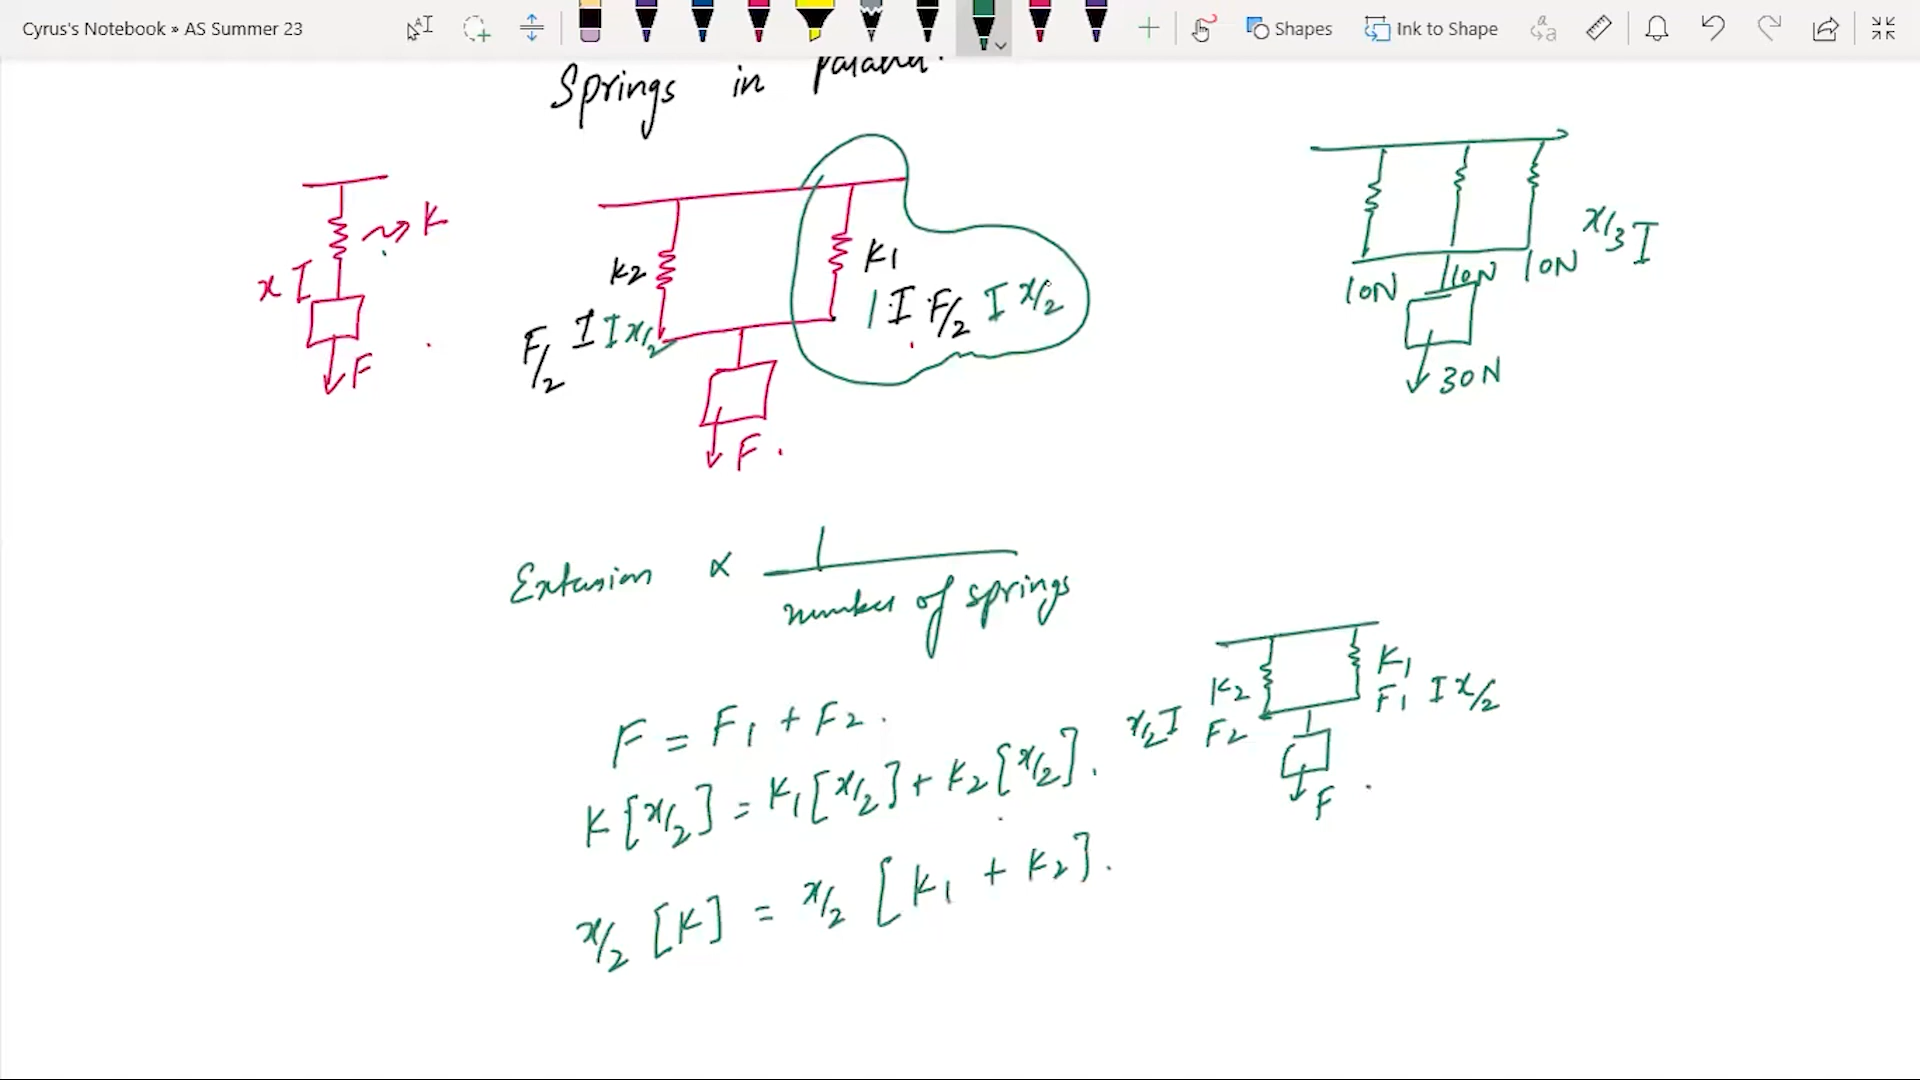 Cyrus's Notebook » AS Summer 23
Shapes
Ink to Shape
Springs in parallel.
K
x
F
K2
K1
F/2
x/2
F/2
x/2
F
x/3
10N
10N
10N
30N
Extension ∝ 1
number of springs
F = F1 + F2.
K[x/2] = K1[x/2] + K2[x/2].
x/2 [K] = x/2 [K1 + K2].
x/2
K2
F2
K1
F1
x/2
F